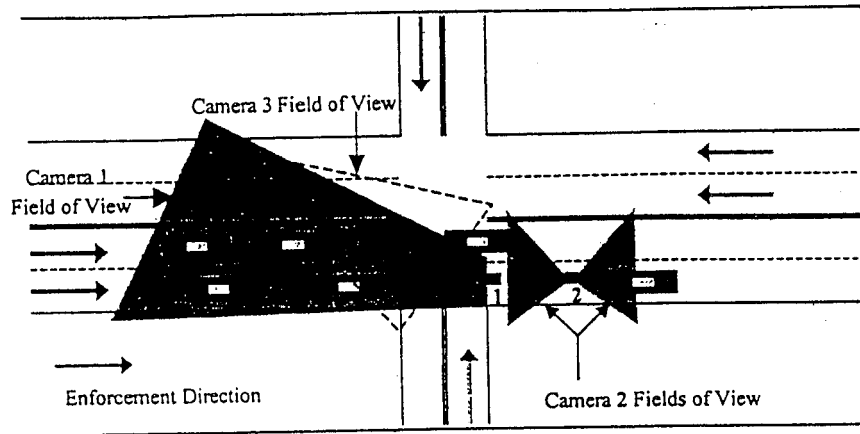 Camera 3 Field of View
Camera 1
Field of View
1
2
Enforcement Direction
Camera 2 Fields of View